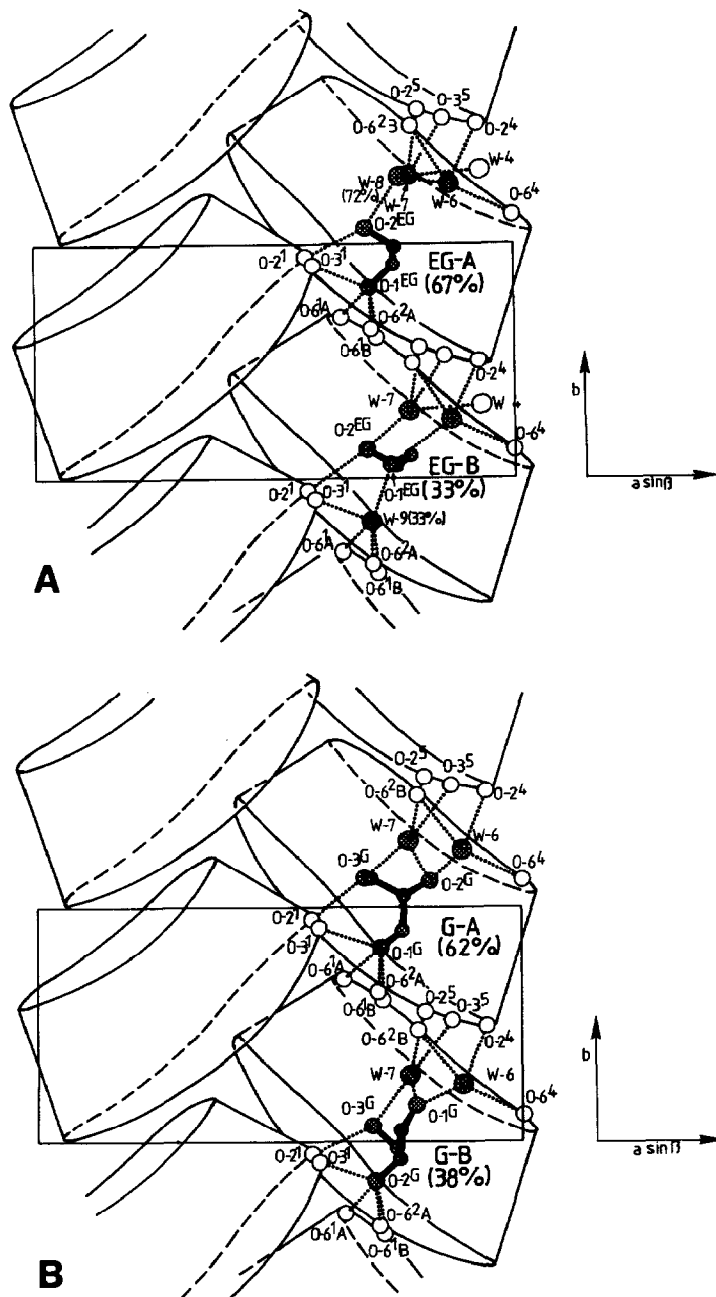 O-2⁵
O-3⁵
O-6²3
O-2⁴
W-4
W-8
(72%)
W-7
W-6
O-6⁴
O-2ᴱᴳ
O-2¹
O-3¹
EG-A
(67%)
O-1ᴱᴳ
O-6¹A
O-6²A
O-6¹B
O-2⁴
b
W-7
W-4
O-2ᴱᴳ
O-6⁴
EG-B
(33%)
a sinβ
O-2¹
O-3¹
O-1ᴱᴳ
W-9(33%)
O-6¹A
O-6²A
O-6¹B
A
O-2⁵
O-3⁵
O-6²B
O-2⁴
W-7
W-6
O-3ᴳ
O-6⁴
O-2ᴳ
O-2¹
O-3¹
G-A
(62%)
O-1ᴳ
O-6¹A
O-6²A
O-6¹B
O-2⁵
O-3⁵
O-6²B
O-2⁴
b
W-7
W-6
O-6⁴
O-3ᴳ
O-1ᴳ
a sinβ
O-2¹
O-3¹
G-B
(38%)
O-2ᴳ
O-6¹A
O-6²A
O-6¹B
B